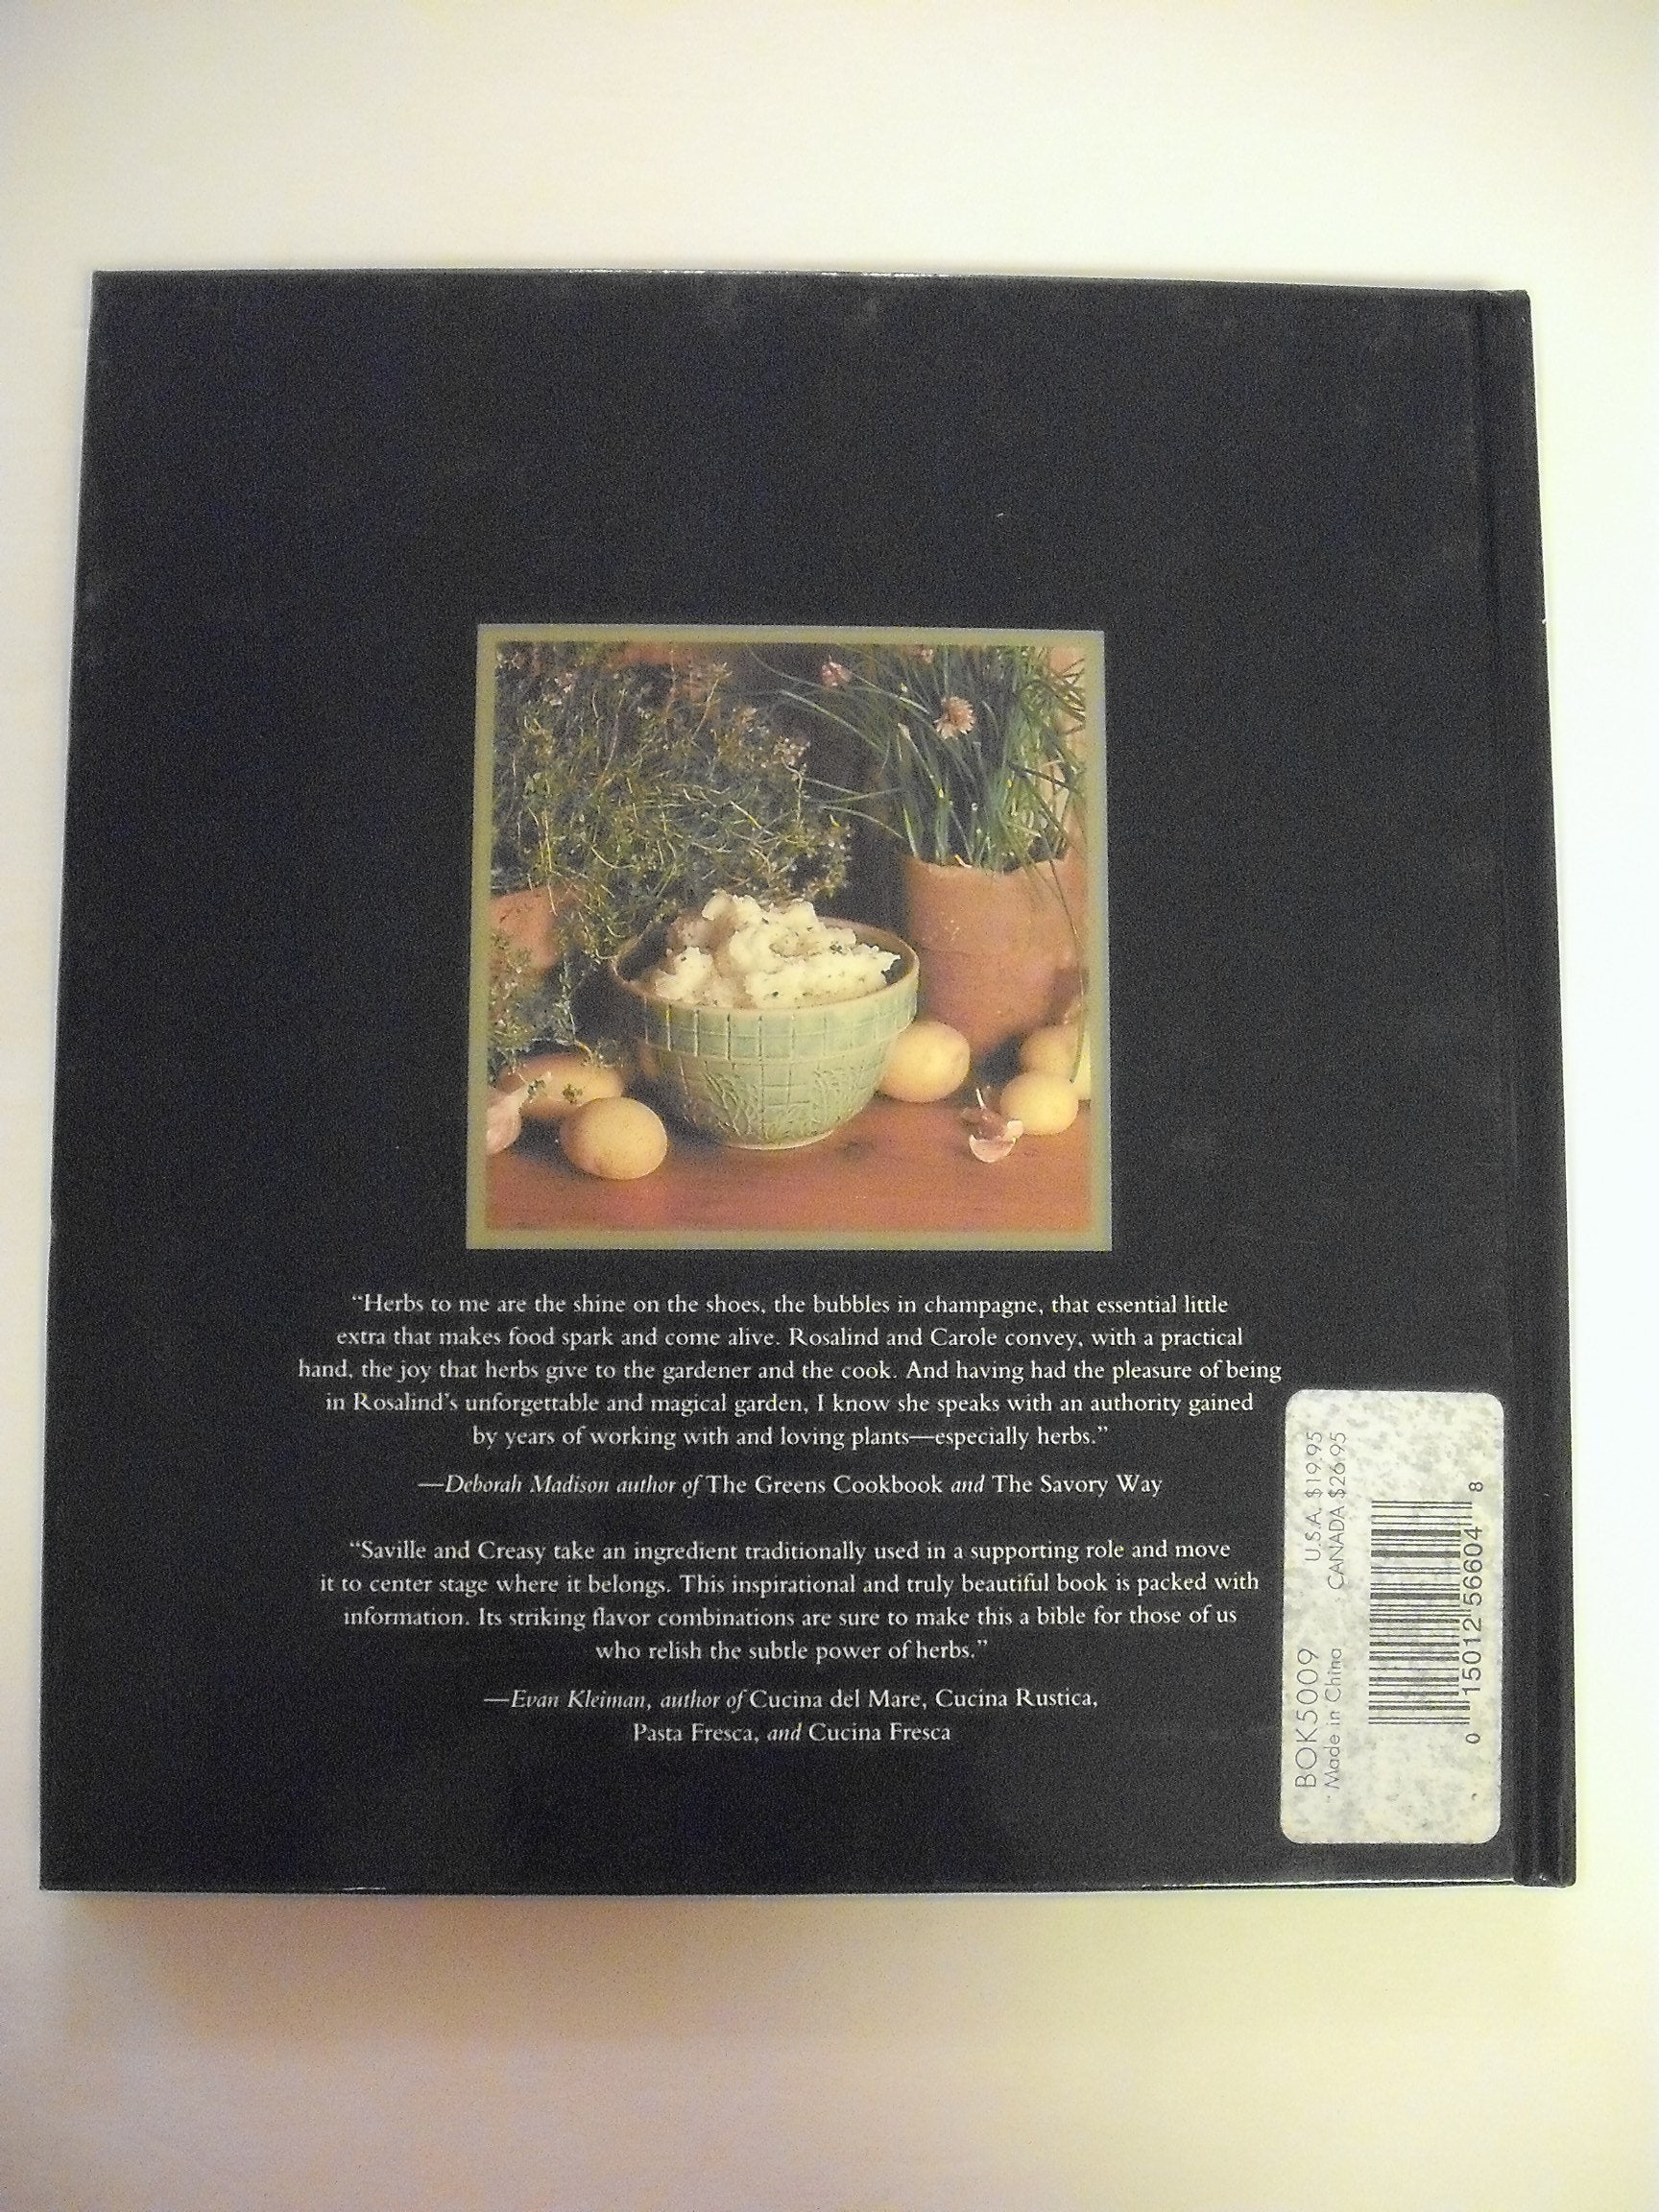 “Herbs to me are the shine on the shoes, the bubbles in champagne, that essential little
extra that makes food spark and come alive. Rosalind and Carole convey, with a practical
hand, the joy that herbs give to the gardener and the cook. And having had the pleasure of being
in Rosalind’s unforgettable and magical garden, I know she speaks with an authority gained
by years of working with and loving plants—especially herbs.”
—Deborah Madison author of The Greens Cookbook and The Savory Way
“Saville and Creasy take an ingredient traditionally used in a supporting role and move
it to center stage where it belongs. This inspirational and truly beautiful book is packed with
information. Its striking flavor combinations are sure to make this a bible for those of us
who relish the subtle power of herbs.”
—Evan Kleiman, author of Cucina del Mare, Cucina Rustica,
Pasta Fresca, and Cucina Fresca
BOK5009 U.S.A. $19.95
Made in China CANADA $26.95
0 15012 56604 8